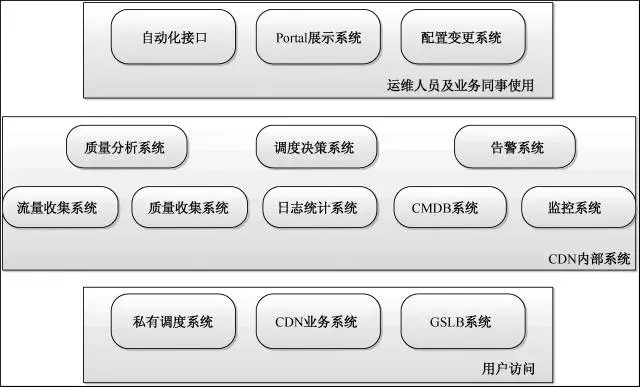 自动化接口
Portal展示系统
配置变更系统
运维人员及业务同事使用
质量分析系统
调度决策系统
告警系统
流量收集系统
质量收集系统
日志统计系统
CMDB系统
监控系统
CDN内部系统
私有调度系统
CDN业务系统
GSLB系统
用户访问